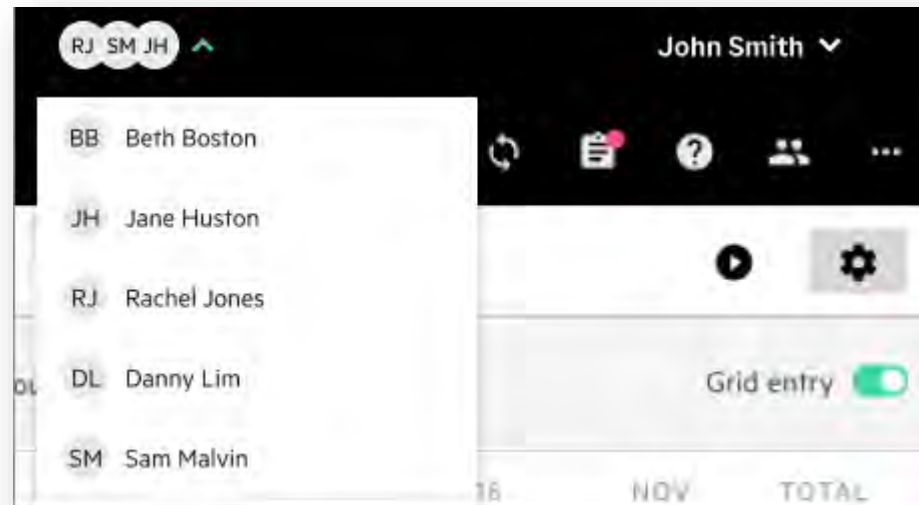 RJ SM JH
John Smith
BB Beth Boston
JH Jane Huston
RJ Rachel Jones
DL Danny Lim
Grid entry
SM Sam Malvin
NOV TOTAL